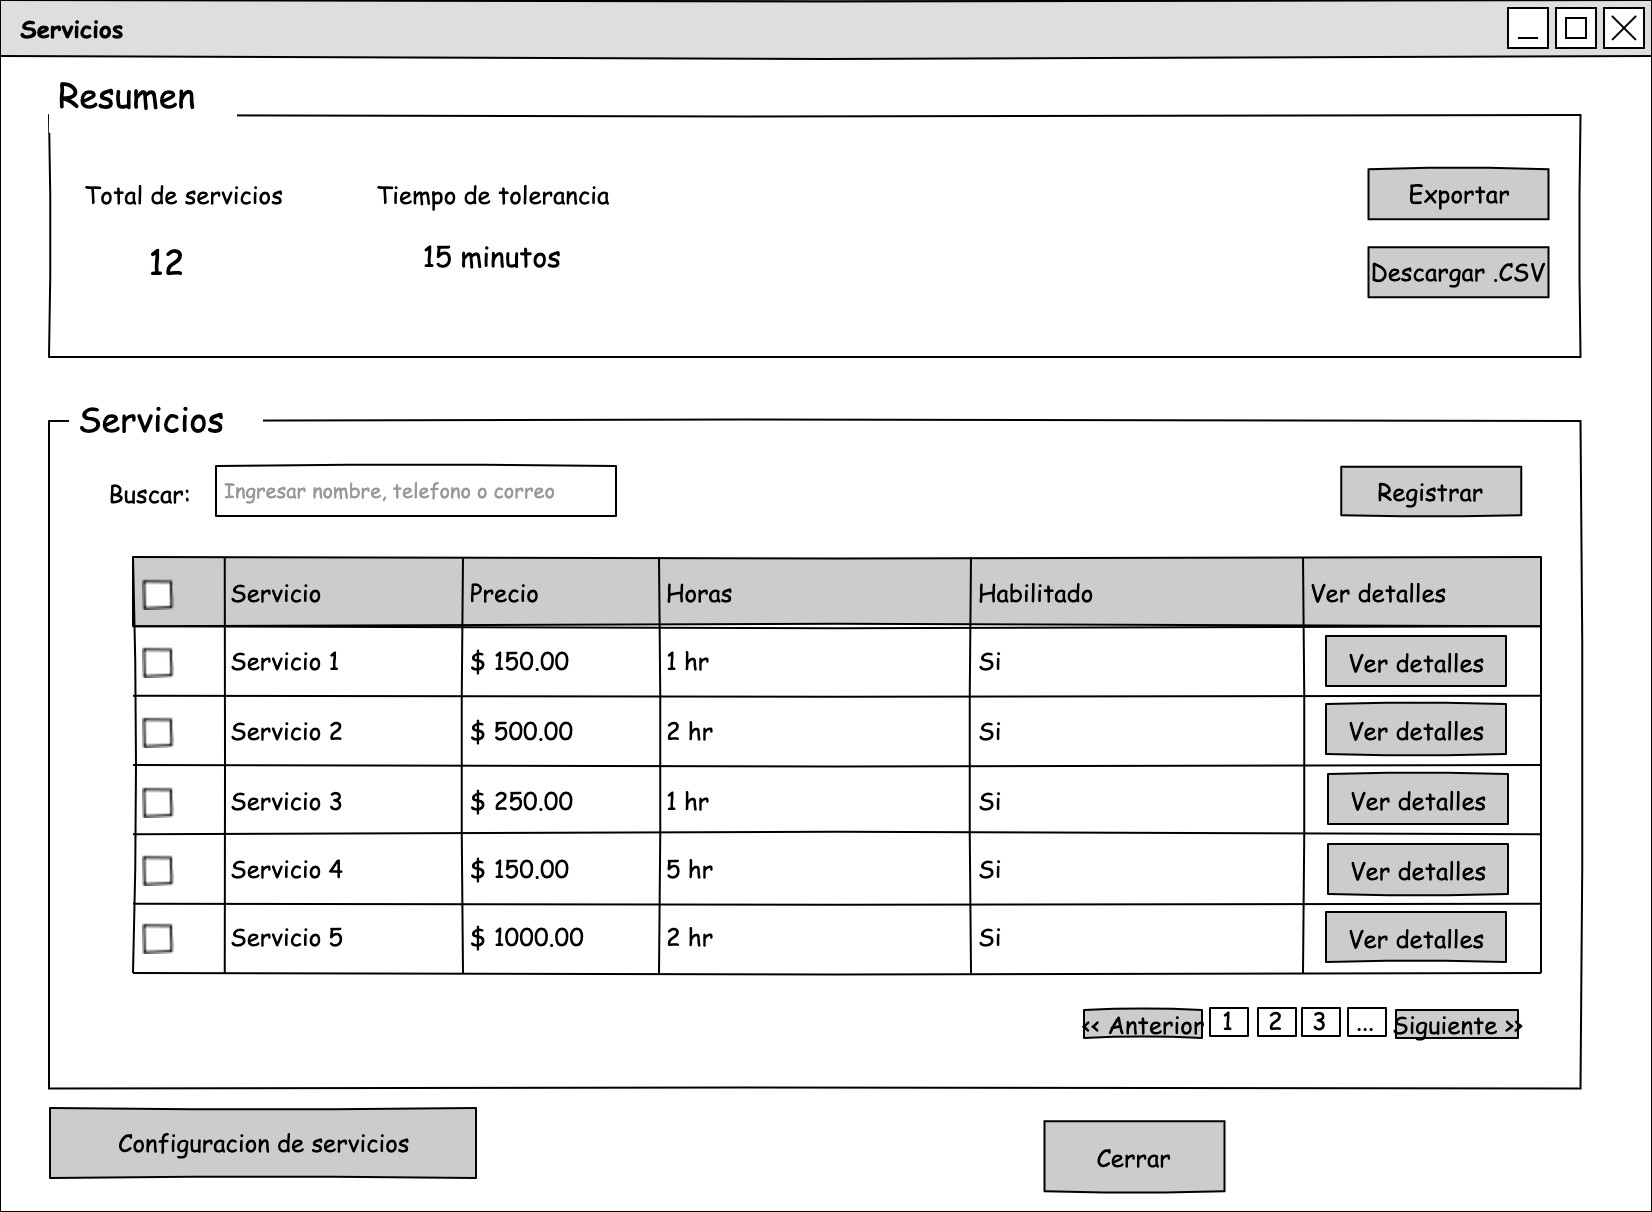 Servicios
Resumen
Total de servicios
Tiempo de tolerancia
12
15 minutos
Exportar
Descargar .CSV
Servicios
Buscar:
Ingresar nombre, telefono o correo
Registrar
Servicio Precio Horas Habilitado Ver detalles
Servicio 1 $ 150.00 1 hr Si Ver detalles
Servicio 2 $ 500.00 2 hr Si Ver detalles
Servicio 3 $ 250.00 1 hr Si Ver detalles
Servicio 4 $ 150.00 5 hr Si Ver detalles
Servicio 5 $ 1000.00 2 hr Si Ver detalles
<< Anterior 1 2 3 ... Siguiente >>
Configuracion de servicios
Cerrar